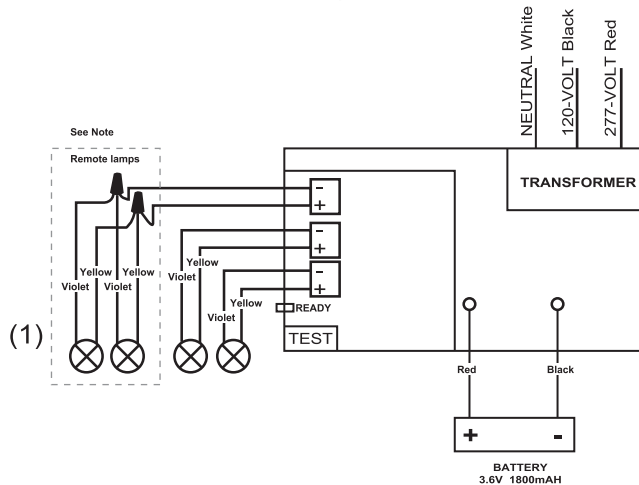 NEUTRAL White
120-VOLT Black
277-VOLT Red
See Note
Remote lamps
TRANSFORMER
-
+
-
+
-
+
Yellow
Yellow
Violet
Violet
Yellow
Violet
Yellow
Violet
READY
TEST
(1)
Red
Black
+
-
BATTERY
3.6V 1800mAH